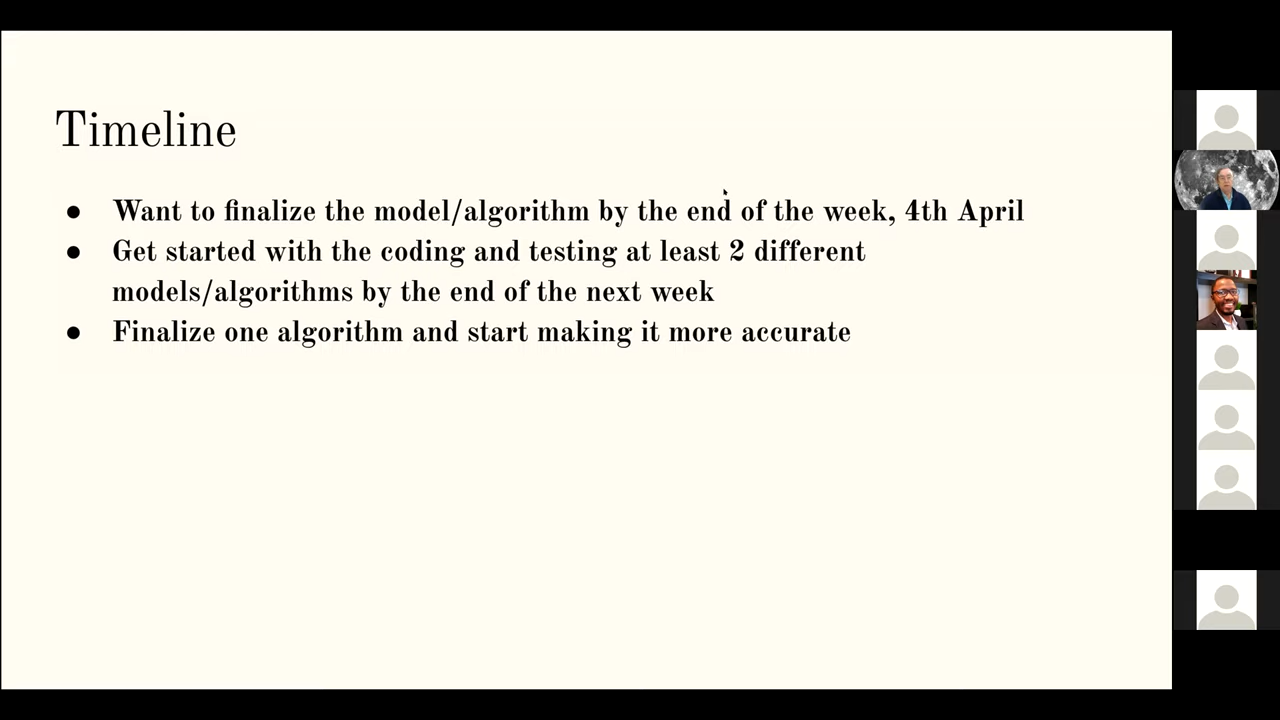 Timeline
● Want to finalize the model/algorithm by the end of the week, 4th April
● Get started with the coding and testing at least 2 different
models/algorithms by the end of the next week
● Finalize one algorithm and start making it more accurate